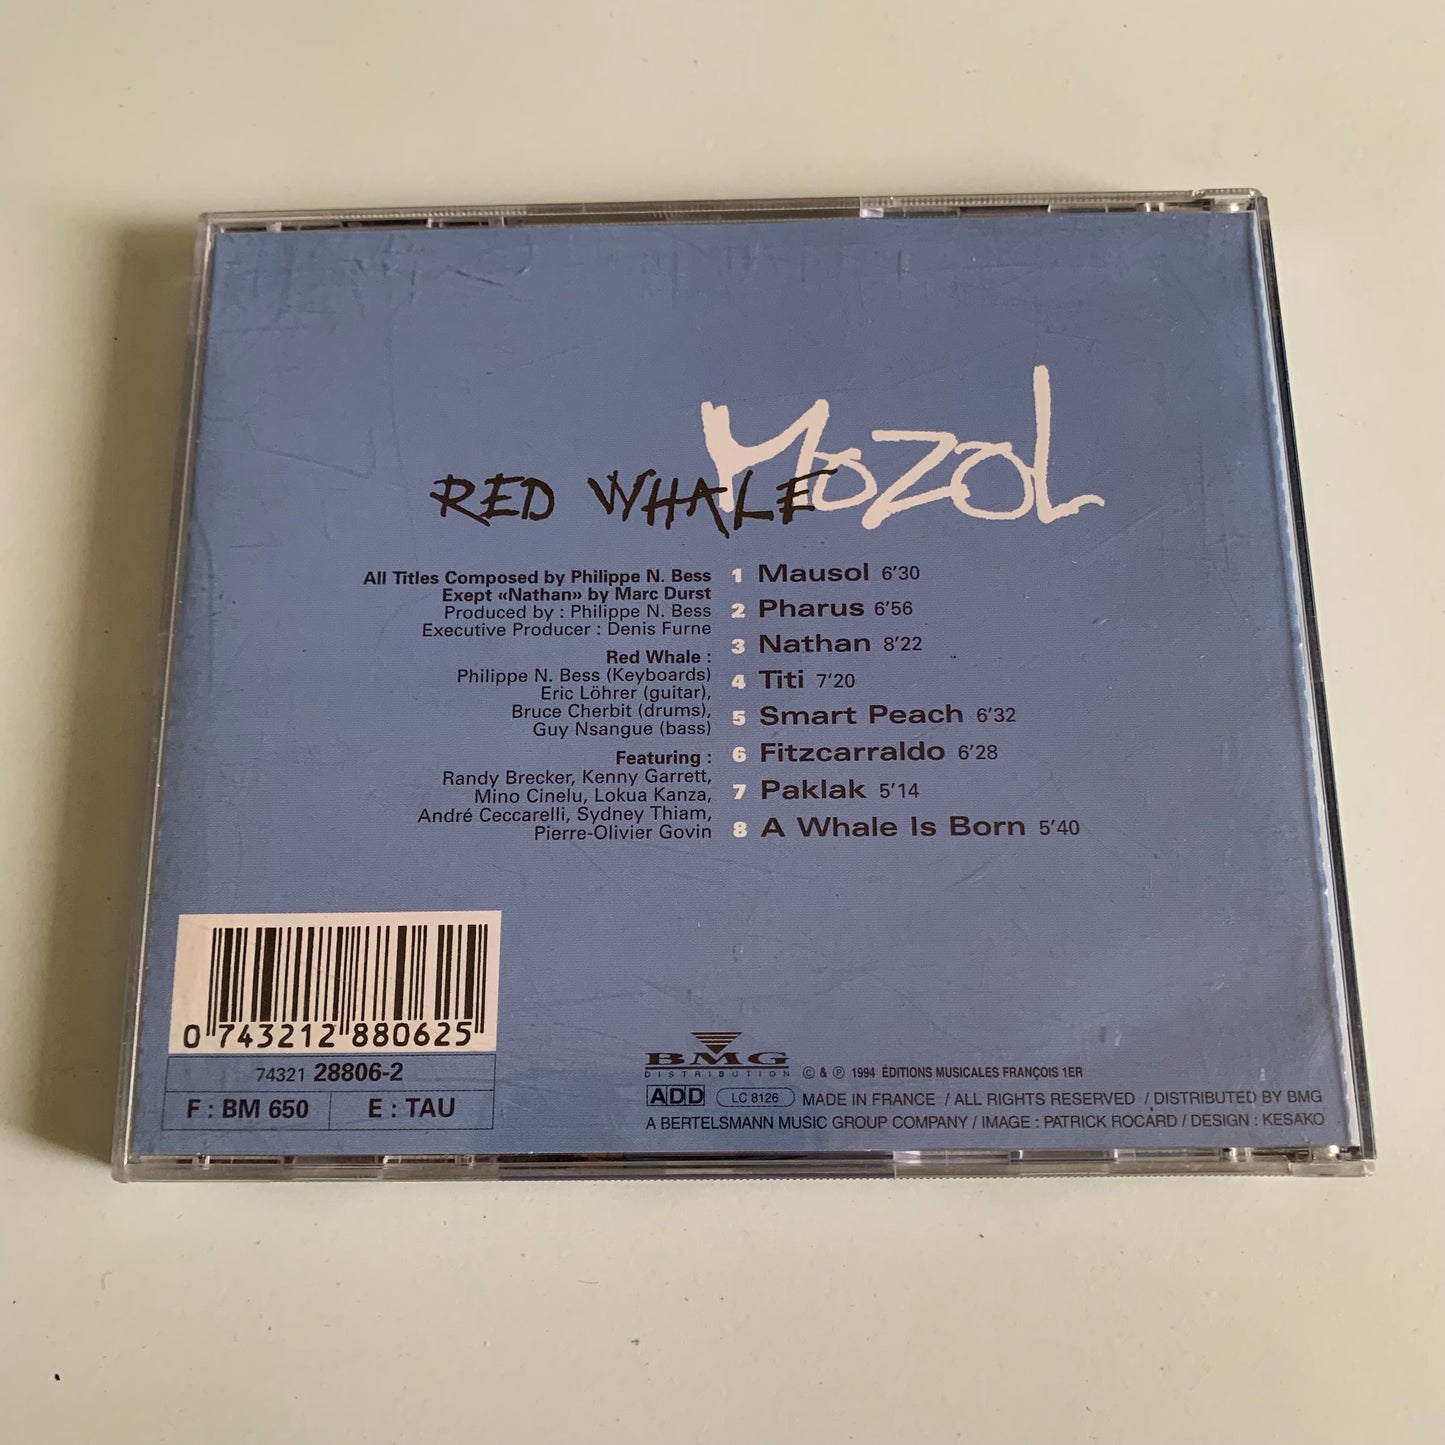 RED WHALE Mozol
All Titles Composed by Philippe N. Bess
Exept «Nathan» by Marc Durst
Produced by : Philippe N. Bess
Executive Producer : Denis Furne
Red Whale :
Philippe N. Bess (Keyboards)
Eric Löhrer (guitar),
Bruce Cherbit (drums),
Guy Nsangue (bass)
Featuring :
Randy Brecker, Kenny Garrett,
Mino Cinelu, Lokua Kanza,
André Ceccarelli, Sydney Thiam,
Pierre-Olivier Govin
1 Mausol 6'30
2 Pharus 6'56
3 Nathan 8'22
4 Titi 7'20
5 Smart Peach 6'32
6 Fitzcarraldo 6'28
7 Paklak 5'14
8 A Whale Is Born 5'40
0 743212 880625
74321 28806-2
F : BM 650 E : TAU
BMG
DISTRIBUTION © & ℗ 1994 ÉDITIONS MUSICALES FRANÇOIS 1ER
ADD LC 8126 MADE IN FRANCE / ALL RIGHTS RESERVED / DISTRIBUTED BY BMG
A BERTELSMANN MUSIC GROUP COMPANY / IMAGE : PATRICK ROCARD / DESIGN : KESAKO